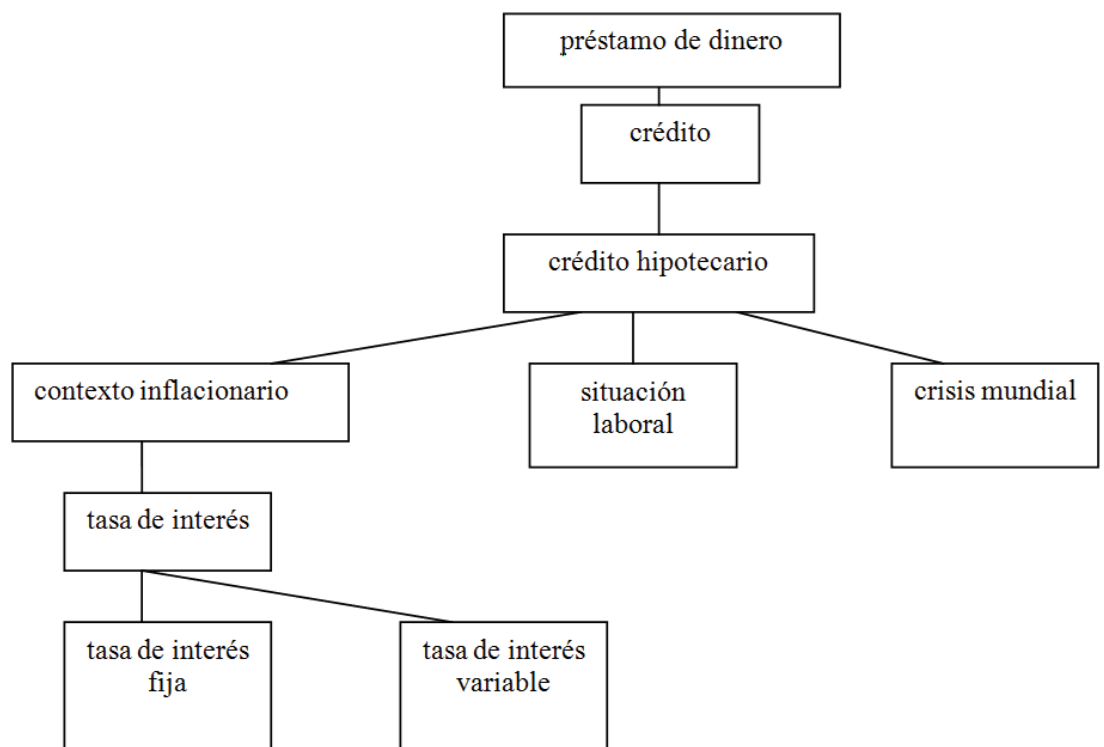 préstamo de dinero
crédito
crédito hipotecario
contexto inflacionario
situación
laboral
crisis mundial
tasa de interés
tasa de interés
fija
tasa de interés
variable